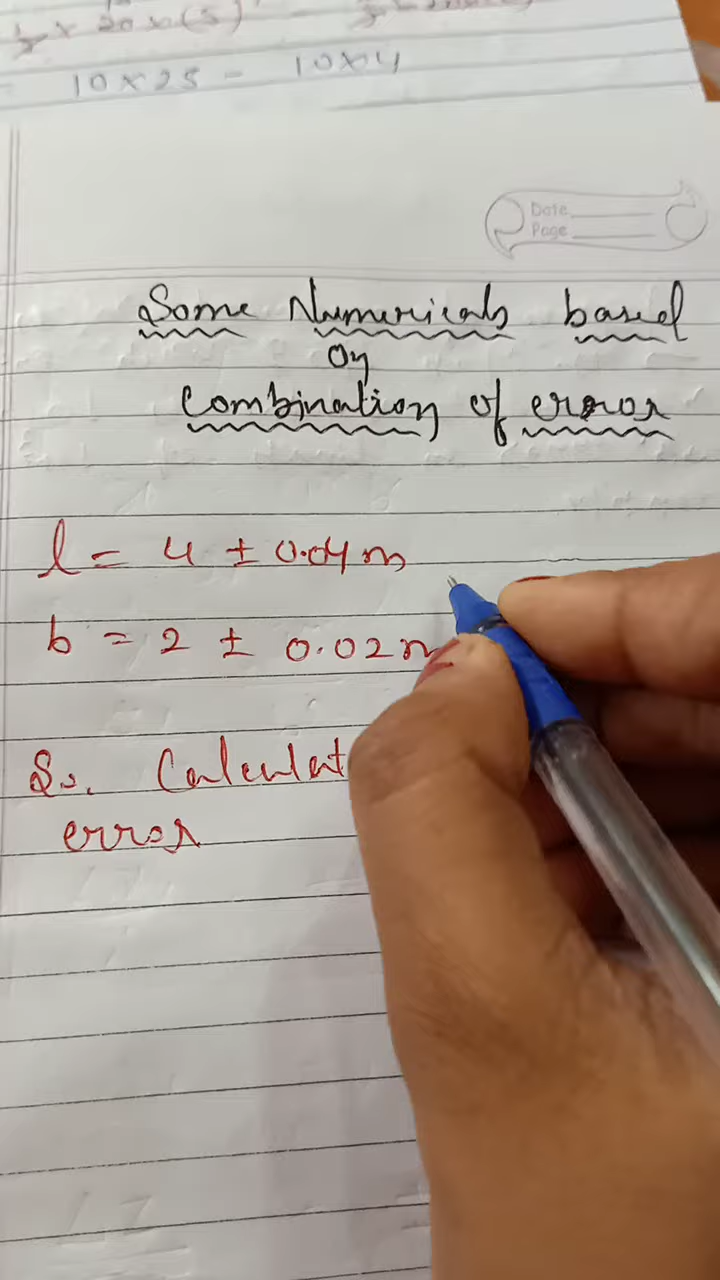 10 × 25 - 10 × 4
Date
Page
Some Numericals based
on
Combination of error
l = 4 ± 0.04 m
b = 2 ± 0.02 m
Calculat
error